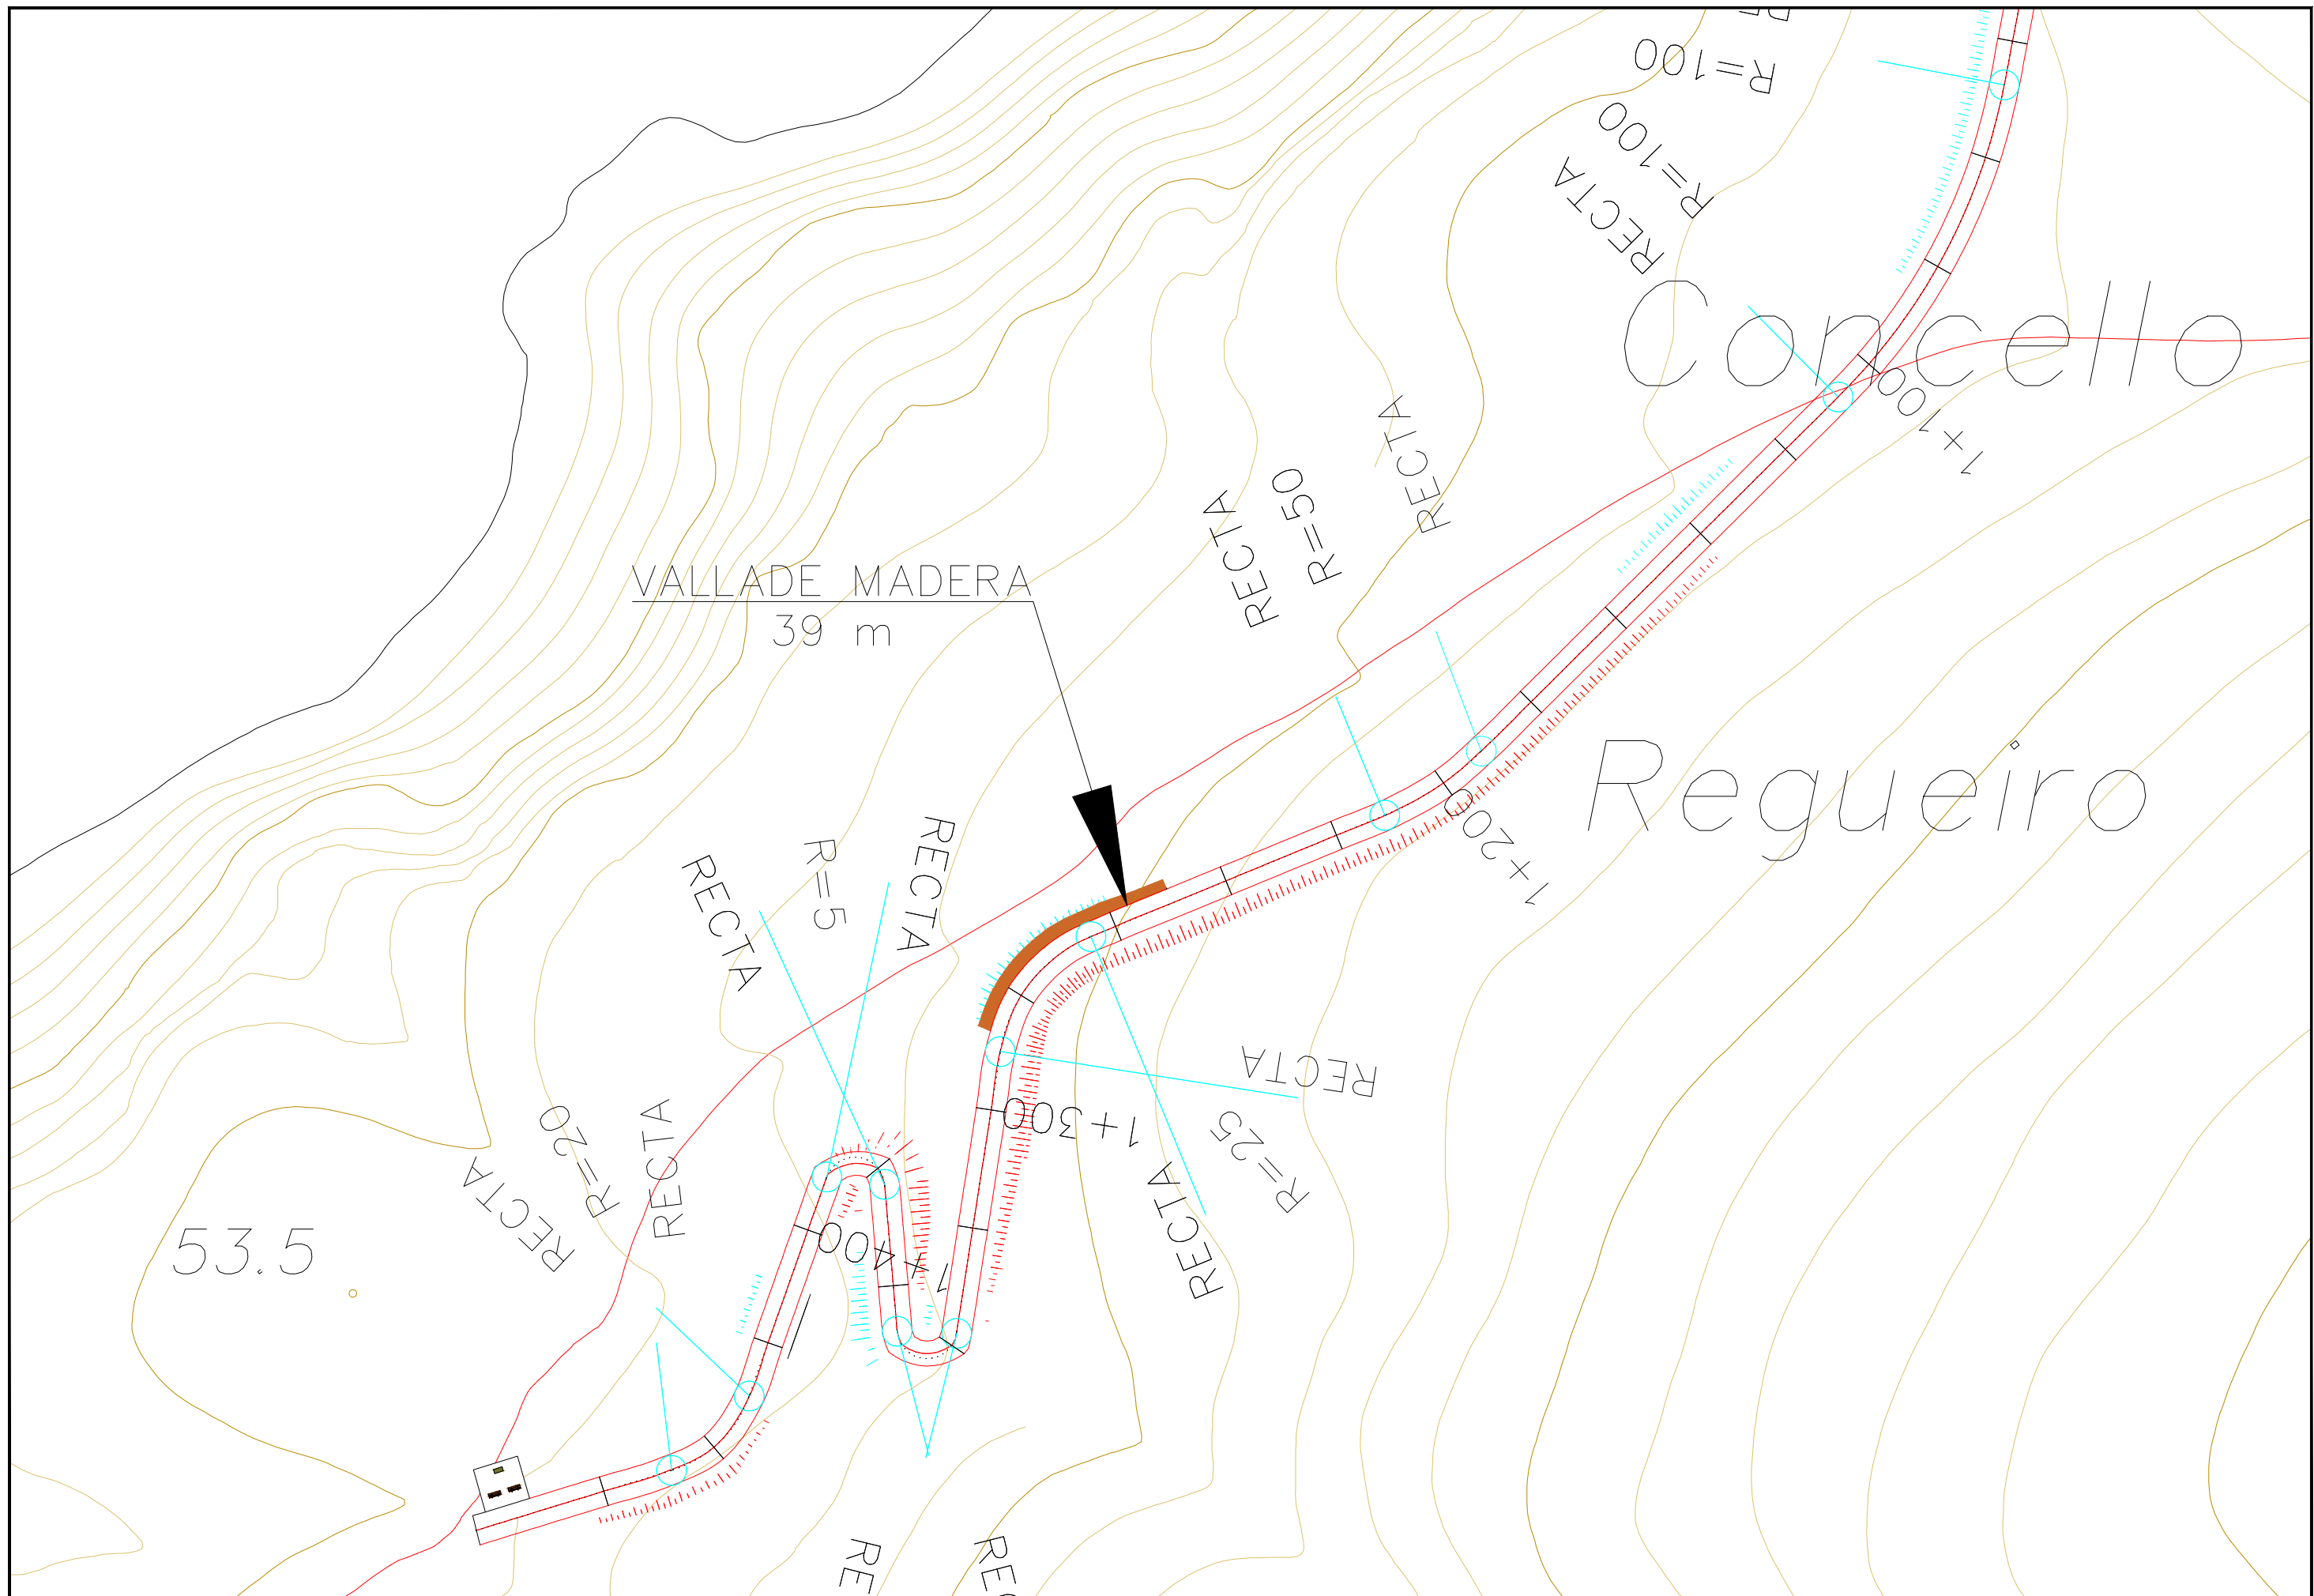 R=100
R=100
RECTA
Concello
1+100
RECTA
R=50
RECTA
VALLADE MADERA
39 m
Regueiro
1+200
RECTA
R=5
RECTA
RECTA
R=25
RECTA
1+300
RECTA
R=20
RECTA
53.5
1+400